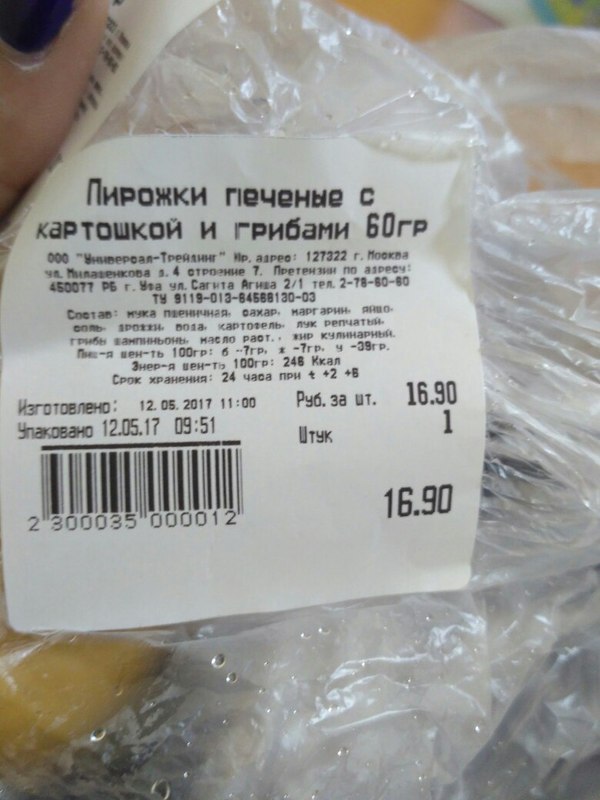 Пирожки печеные с
картошкой и грибами 60гр
ООО "Универсал-Трейдинг" Юр. адрес: 127322 г. Москва
ул. Милашенкова д. 4 строение 7. Претензии по адресу:
450077 РБ г. Уфа ул. Сагита Агиша 2/1 тел. 2-78-60-60
ТУ 9119-013-64568130-03
Состав: мука пшеничная, сахар, маргарин, яйцо,
соль, дрожжи, вода, картофель, лук репчатый,
грибы шампиньоны, масло раст., жир кулинарный.
Пищ-я цен-ть 100гр: б -7гр, ж -7гр, у -39гр.
Энер-я цен-ть 100гр: 246 Ккал
Срок хранения: 24 часа при t +2 +6
Изготовлено: 12.05.2017 11:00 Руб. за шт. 16.90
Упаковано 12.05.17 09:51 Штук 1
16.90
2 300035 000012